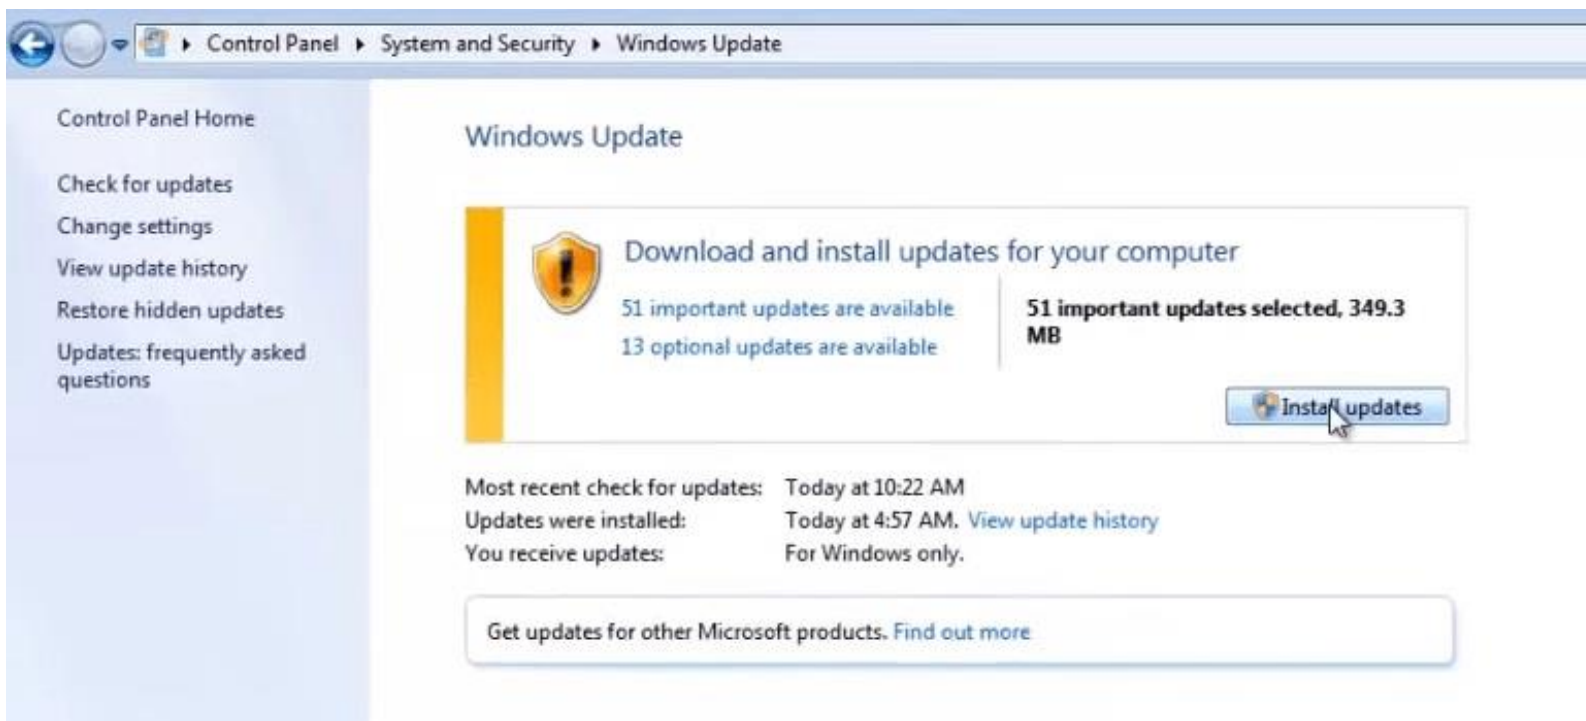 Control Panel ▸ System and Security ▸ Windows Update
Control Panel Home
Check for updates
Change settings
View update history
Restore hidden updates
Updates: frequently asked
questions
Windows Update
Download and install updates for your computer
51 important updates are available
13 optional updates are available
51 important updates selected, 349.3
MB
Install updates
Most recent check for updates: Today at 10:22 AM
Updates were installed: Today at 4:57 AM. View update history
You receive updates: For Windows only.
Get updates for other Microsoft products. Find out more